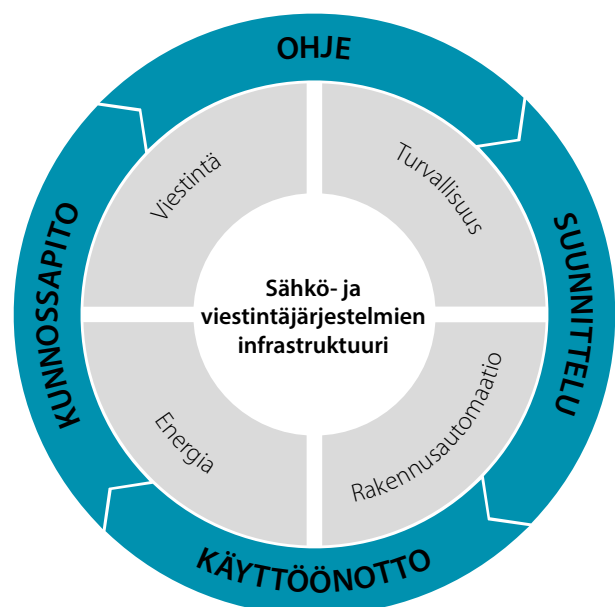 OHJE
Viestintä
Turvallisuus
KUNNOSSAPITO
Sähkö- ja
viestintäjärjestelmien
infrastruktuuri
SUUNNITTELU
Energia
Rakennusautomaatio
KÄYTTÖÖNOTTO